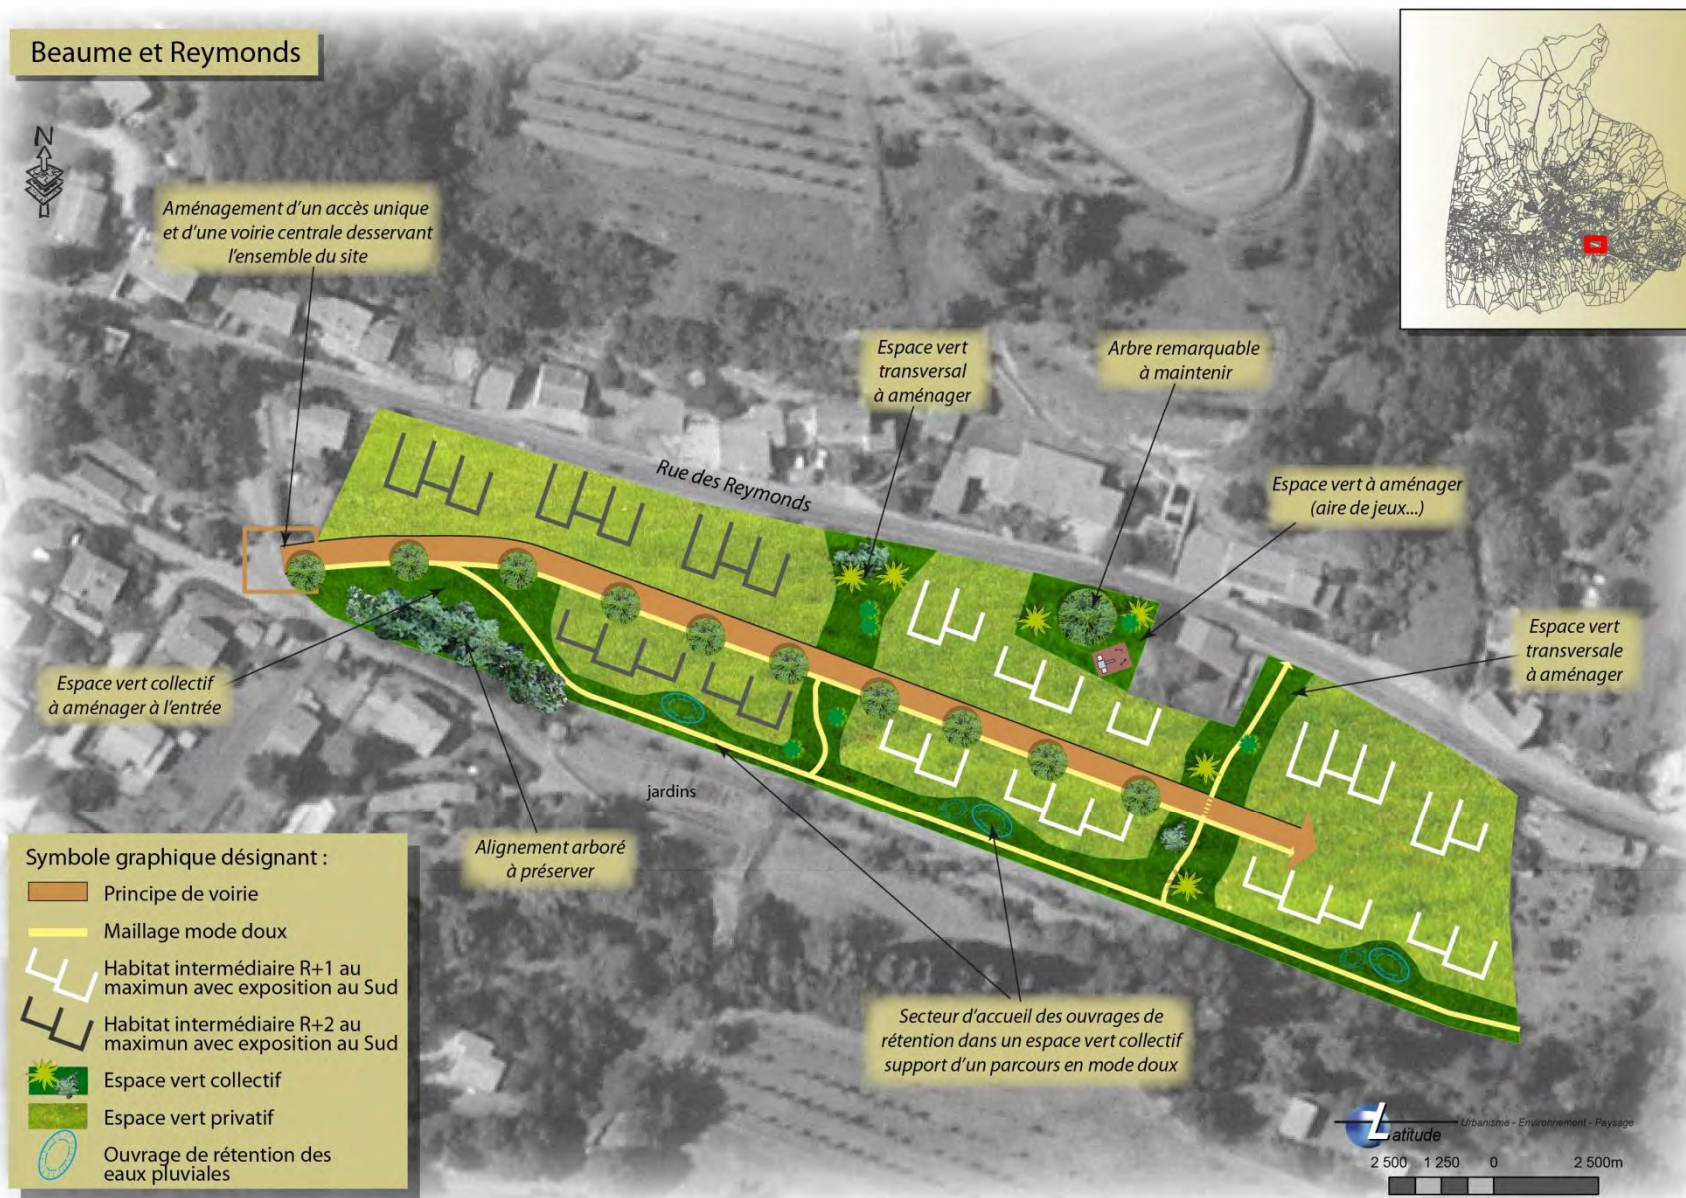 Beaume et Reymonds
N
Aménagement d'un accès unique
et d'une voirie centrale desservant
l'ensemble du site
Espace vert
transversal
à aménager
Arbre remarquable
à maintenir
Rue des Reymonds
Espace vert à aménager
(aire de jeux...)
Espace vert
transversale
à aménager
Espace vert collectif
à aménager à l'entrée
jardins
Alignement arboré
à préserver
Secteur d'accueil des ouvrages de
rétention dans un espace vert collectif
support d'un parcours en mode doux
Symbole graphique désignant :
Principe de voirie
Maillage mode doux
Habitat intermédiaire R+1 au
maximun avec exposition au Sud
Habitat intermédiaire R+2 au
maximun avec exposition au Sud
Espace vert collectif
Espace vert privatif
Ouvrage de rétention des
eaux pluviales
Latitude
Urbanisme - Environnement - Paysage
2 500 1 250 0 2 500m